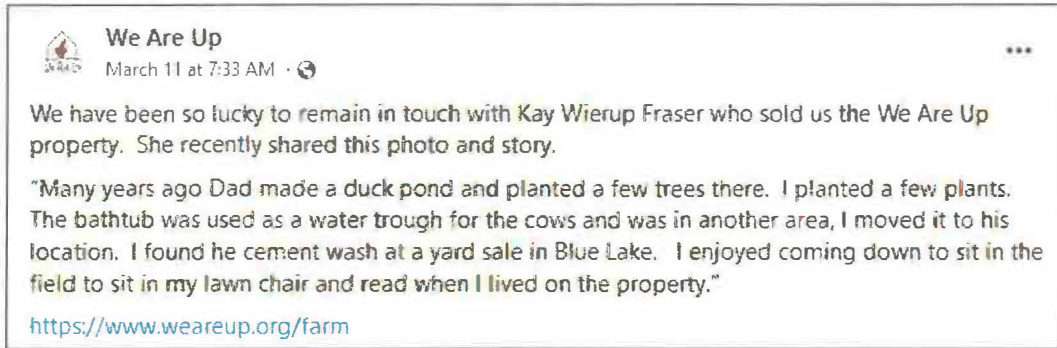 We Are Up
March 11 at 7:33 AM ·
We have been so lucky to remain in touch with Kay Wierup Fraser who sold us the We Are Up
property. She recently shared this photo and story.
"Many years ago Dad made a duck pond and planted a few trees there. I planted a few plants.
The bathtub was used as a water trough for the cows and was in another area, I moved it to his
location. I found he cement wash at a yard sale in Blue Lake. I enjoyed coming down to sit in the
field to sit in my lawn chair and read when I lived on the property."
https://www.weareup.org/farm